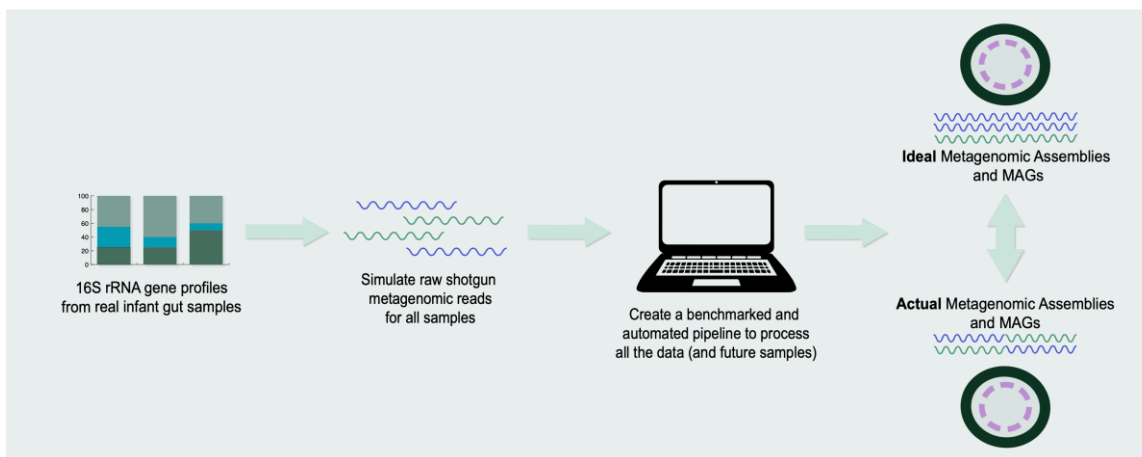 100
80
60
40
20
0
16S rRNA gene profiles
from real infant gut samples
Simulate raw shotgun
metagenomic reads
for all samples
Create a benchmarked and
automated pipeline to process
all the data (and future samples)
Ideal Metagenomic Assemblies
and MAGs
Actual Metagenomic Assemblies
and MAGs